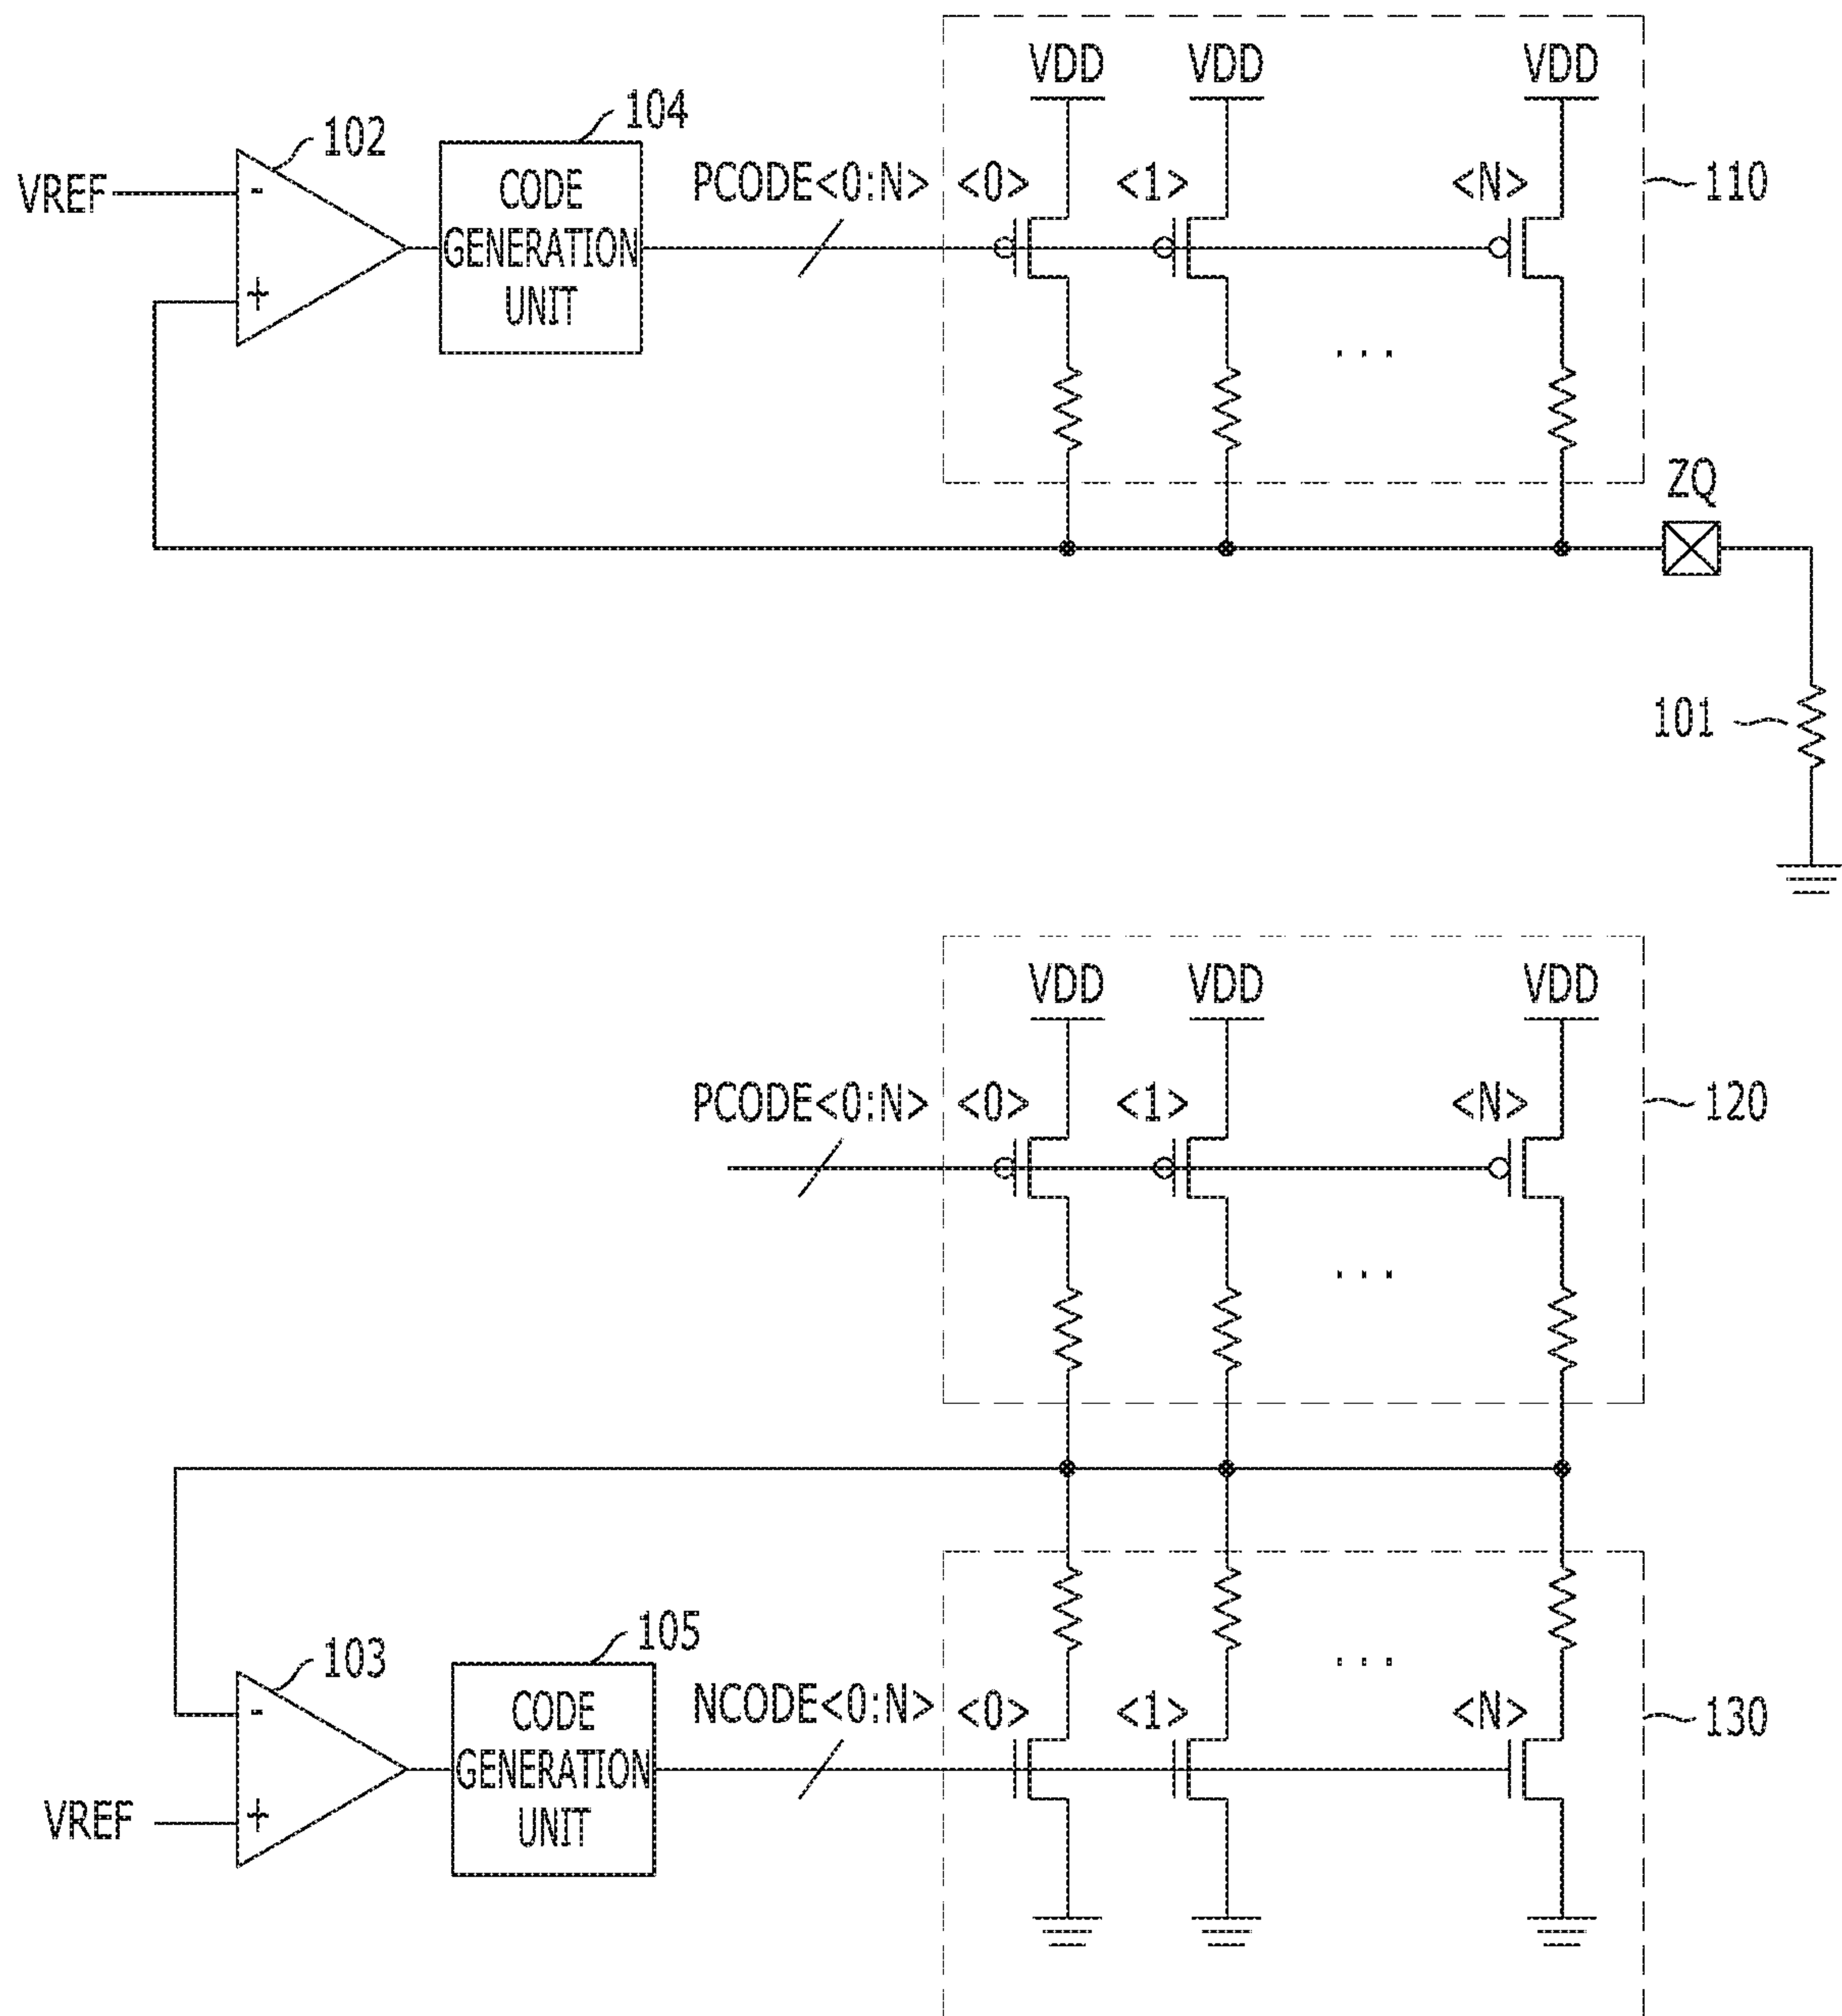 VDD VDD VDD
102
104
VREF
-
+
CODE
GENERATION
UNIT
PCODE<0:N> <0> <1> <N>
110
...
ZQ
101
VDD VDD VDD
PCODE<0:N> <0> <1> <N>
120
...
103
105
-
+
VREF
CODE
GENERATION
UNIT
NCODE<0:N> <0> <1> <N>
...
130